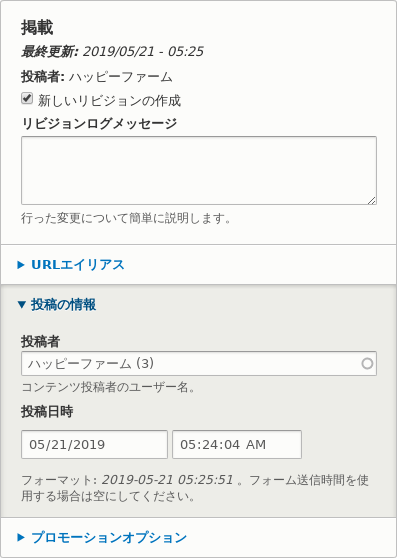 掲載
最終更新: 2019/05/21 - 05:25
投稿者: ハッピーファーム
新しいリビジョンの作成
リビジョンログメッセージ
行った変更について簡単に説明します。
URLエイリアス
投稿の情報
投稿者
ハッピーファーム (3)
コンテンツ投稿者のユーザー名。
投稿日時
05/21/2019 05:24:04 AM
フォーマット: 2019-05-21 05:25:51 。フォーム送信時間を使
用する場合は空にしてください。
プロモーションオプション